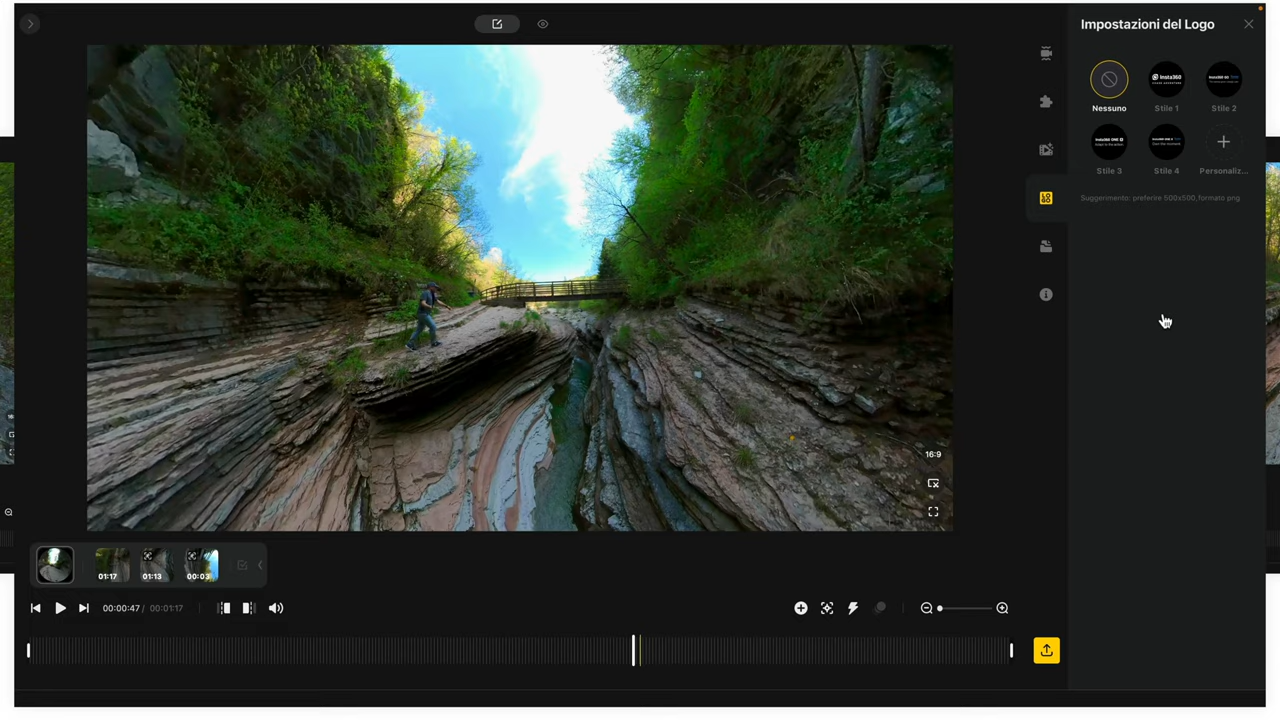 Impostazioni del Logo
Insta360
Nessuno
Stile 1
Stile 2
Stile 3
Stile 4
Personaliz...
Suggerimento: preferire 500x500,formato png
16:9
01:17
01:13
00:03
00:00:47 / 00:01:17